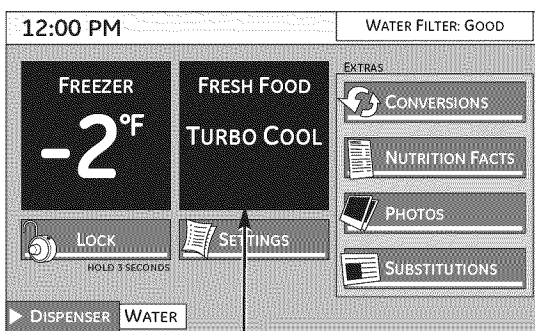 12:00 PM
WATER FILTER: GOOD
FREEZER
-2°F
FRESH FOOD
TURBO COOL
EXTRAS
CONVERSIONS
NUTRITION FACTS
PHOTOS
SUBSTITUTIONS
LOCK
HOLD 3 SECONDS
SETTINGS
DISPENSER WATER